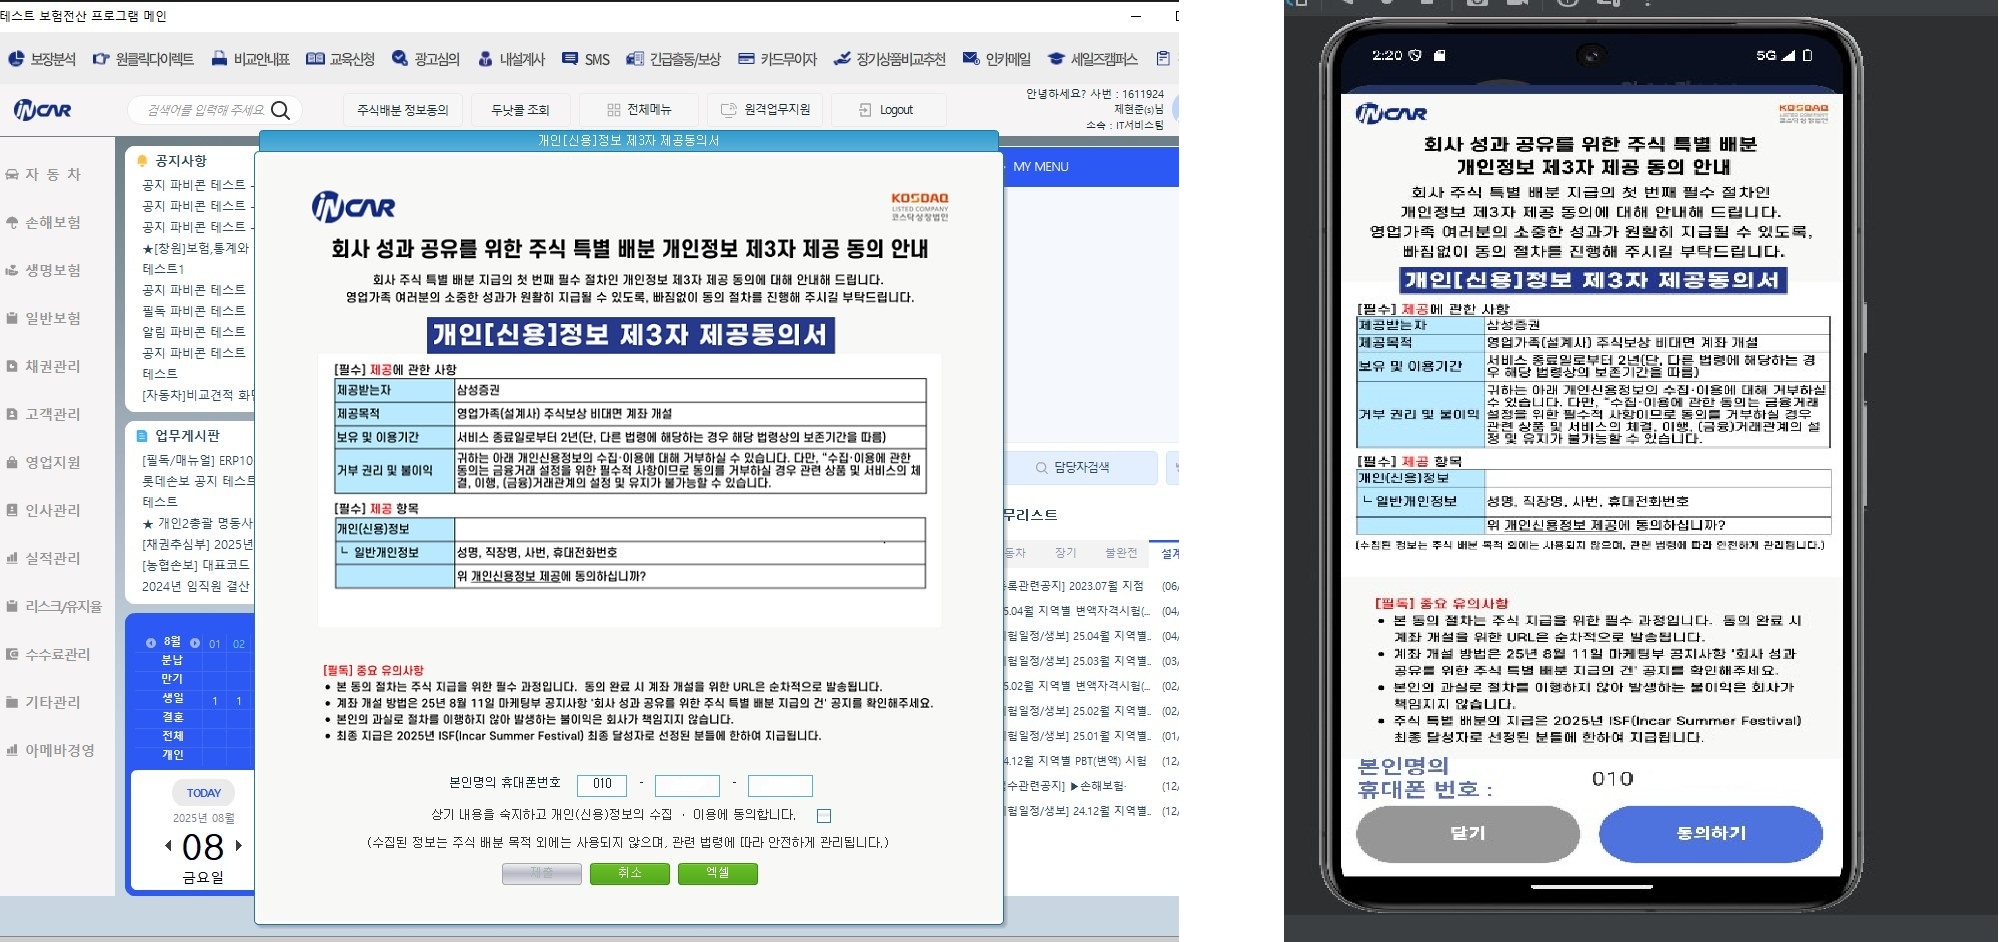 테스트 보험전산 프로그램 메인
보장분석 원클릭다이렉트 비교안내표 교육신청 광고심의 내설계사 SMS 긴급출동/보상 카드무이자 장기상품비교추천 인카메일 세일즈캠퍼스
INCAR
검색어를 입력해 주세요
주식배분 정보동의
두낫콜 조회
전체메뉴
원격업무지원
Logout
안녕하세요? 사번 : 1611924
제현준(s)님
소속 : IT서비스팀
자 동 차
손해보험
생명보험
일반보험
채권관리
고객관리
영업지원
인사관리
실적관리
리스크/유지율
수수료관리
기타관리
아메바경영
공지사항
공지 파비콘 테스트 -
공지 파비콘 테스트 -
공지 파비콘 테스트 -
★[창원]보험,통계와
테스트1
공지 파비콘 테스트
필독 파비콘 테스트
알림 파비콘 테스트
공지 파비콘 테스트
테스트
[자동차]비교견적 화면
업무게시판
[필독/매뉴얼] ERP10
롯데손보 공지 테스트
테스트
★ 개인2총괄 명동사
[채권추심부] 2025년
[농협손보] 대표코드
2024년 임직원 결산
8월 01 02
분납
만기
생일 1 1
결혼
전체
개인
TODAY
2025년 08월
08
금요일
개인[신용]정보 제3자 제공동의서
INCAR
KOSDAQ
LISTED COMPANY
코스닥상장법인
회사 성과 공유를 위한 주식 특별 배분 개인정보 제3자 제공 동의 안내
회사 주식 특별 배분 지급의 첫 번째 필수 절차인 개인정보 제3자 제공 동의에 대해 안내해 드립니다.
영업가족 여러분의 소중한 성과가 원활히 지급될 수 있도록, 빠짐없이 동의 절차를 진행해 주시길 부탁드립니다.
개인[신용]정보 제3자 제공동의서
[필수] 제공에 관한 사항
제공받는자 삼성증권
제공목적 영업가족(설계사) 주식보상 비대면 계좌 개설
보유 및 이용기간 서비스 종료일로부터 2년(단, 다른 법령에 해당하는 경우 해당 법령상의 보존기간을 따름)
거부 권리 및 불이익 귀하는 아래 개인신용정보의 수집·이용에 대해 거부하실 수 있습니다. 다만, “수집·이용에 관한
동의는 금융거래 설정을 위한 필수적 사항이므로 동의를 거부하실 경우 관련 상품 및 서비스의 체
결, 이행, (금융)거래관계의 설정 및 유지가 불가능할 수 있습니다.
[필수] 제공 항목
개인(신용)정보
└ 일반개인정보 성명, 직장명, 사번, 휴대전화번호
위 개인신용정보 제공에 동의하십니까?
[필독] 중요 유의사항
• 본 동의 절차는 주식 지급을 위한 필수 과정입니다. 동의 완료 시 계좌 개설을 위한 URL은 순차적으로 발송됩니다.
• 계좌 개설 방법은 25년 8월 11일 마케팅부 공지사항 '회사 성과 공유를 위한 주식 특별 배분 지급의 건' 공지를 확인해주세요.
• 본인의 과실로 절차를 이행하지 않아 발생하는 불이익은 회사가 책임지지 않습니다.
• 최종 지급은 2025년 ISF(Incar Summer Festival) 최종 달성자로 선정된 분들에 한하여 지급됩니다.
본인명의 휴대폰번호 010 - -
상기 내용을 숙지하고 개인(신용)정보의 수집 · 이용에 동의합니다.
(수집된 정보는 주식 배분 목적 외에는 사용되지 않으며, 관련 법령에 따라 안전하게 관리됩니다.)
제출 취소 엑셀
MY MENU
담당자검색
무리스트
동차 장기 불완전 설계
록관련공지] 2023.07월 지점 (06/
5.04월 지역별 변액자격시험(... (04/
험일정/생보] 25.04월 지역별.. (04/
험일정/생보] 25.03월 지역별.. (03/
5.02월 지역별 변액자격시험(... (02/
험일정/생보] 25.02월 지역별.. (02/
험일정/생보] 25.01월 지역별.. (01/
4.12월 지역별 PBT(변액) 시험 (12/
수관련공지] ▶손해보험· (12/
험일정/생보] 24.12월 지역별.. (12/
2:20 5G
INCAR
KOSDAQ
회사 성과 공유를 위한 주식 특별 배분
개인정보 제3자 제공 동의 안내
회사 주식 특별 배분 지급의 첫 번째 필수 절차인
개인정보 제3자 제공 동의에 대해 안내해 드립니다.
영업가족 여러분의 소중한 성과가 원활히 지급될 수 있도록,
빠짐없이 동의 절차를 진행해 주시길 부탁드립니다.
개인[신용]정보 제3자 제공동의서
[필수] 제공에 관한 사항
제공받는자 삼성증권
제공목적 영업가족(설계사) 주식보상 비대면 계좌 개설
보유 및 이용기간 서비스 종료일로부터 2년(단, 다른 법령에 해당하는 경
우 해당 법령상의 보존기간을 따름)
거부 권리 및 불이익 귀하는 아래 개인신용정보의 수집·이용에 대해 거부하실
수 있습니다. 다만, “수집·이용에 관한 동의는 금융거래
설정을 위한 필수적 사항이므로 동의를 거부하실 경우
관련 상품 및 서비스의 체결, 이행, (금융)거래관계의 설
정 및 유지가 불가능할 수 있습니다.
[필수] 제공 항목
개인(신용)정보
└ 일반개인정보 성명, 직장명, 사번, 휴대전화번호
위 개인신용정보 제공에 동의하십니까?
(수집된 정보는 주식 배분 목적 외에는 사용되지 않으며, 관련 법령에 따라 안전하게 관리됩니다.)
[필독] 중요 유의사항
• 본 동의 절차는 주식 지급을 위한 필수 과정입니다. 동의 완료 시
계좌 개설을 위한 URL은 순차적으로 발송됩니다.
• 계좌 개설 방법은 25년 8월 11일 마케팅부 공지사항 '회사 성과
공유를 위한 주식 특별 배분 지급의 건' 공지를 확인해주세요.
• 본인의 과실로 절차를 이행하지 않아 발생하는 불이익은 회사가
책임지지 않습니다.
• 주식 특별 배분의 지급은 2025년 ISF(Incar Summer Festival)
최종 달성자로 선정된 분들에 한하여 지급됩니다.
본인명의
휴대폰 번호 : 010
닫기 동의하기